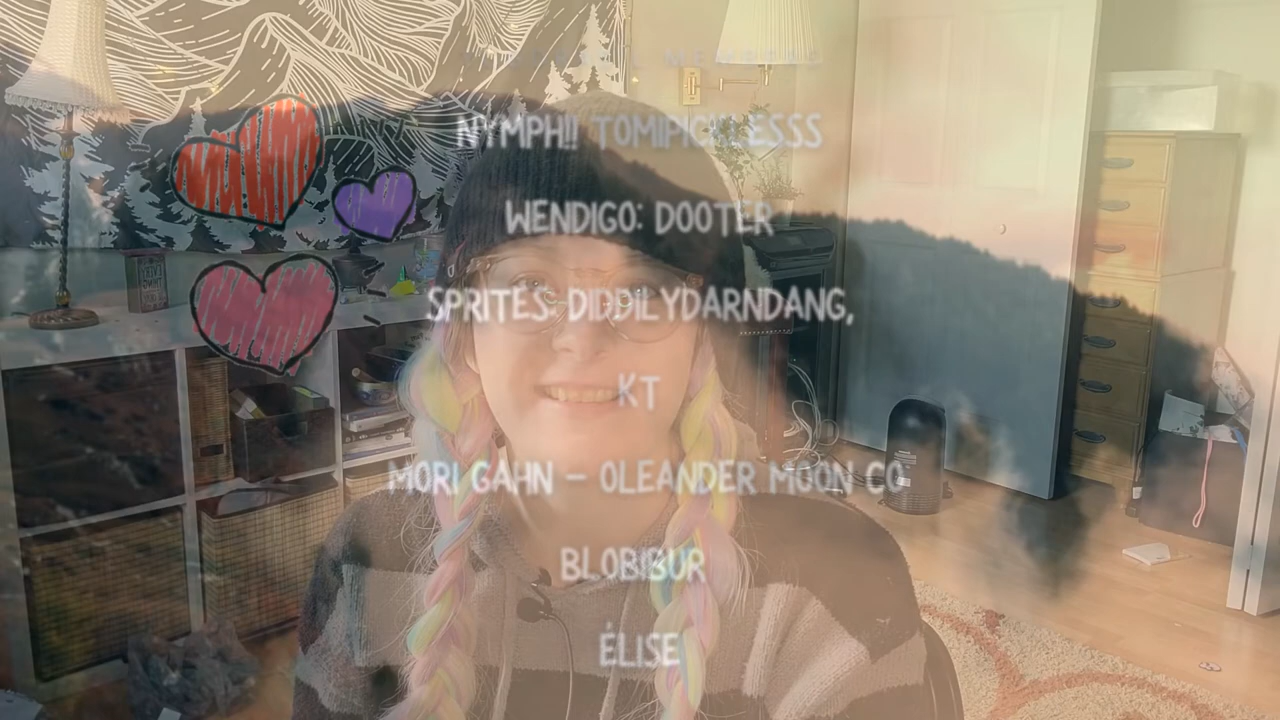 NYMPH!! TOMIPICKLESSS
WENDIGO: DOOTER
SPRITES: DIDDILYDARNDANG,
KT
MORI GAHN - OLEANDER MOON CO
BLOBIBUR
ÉLISE